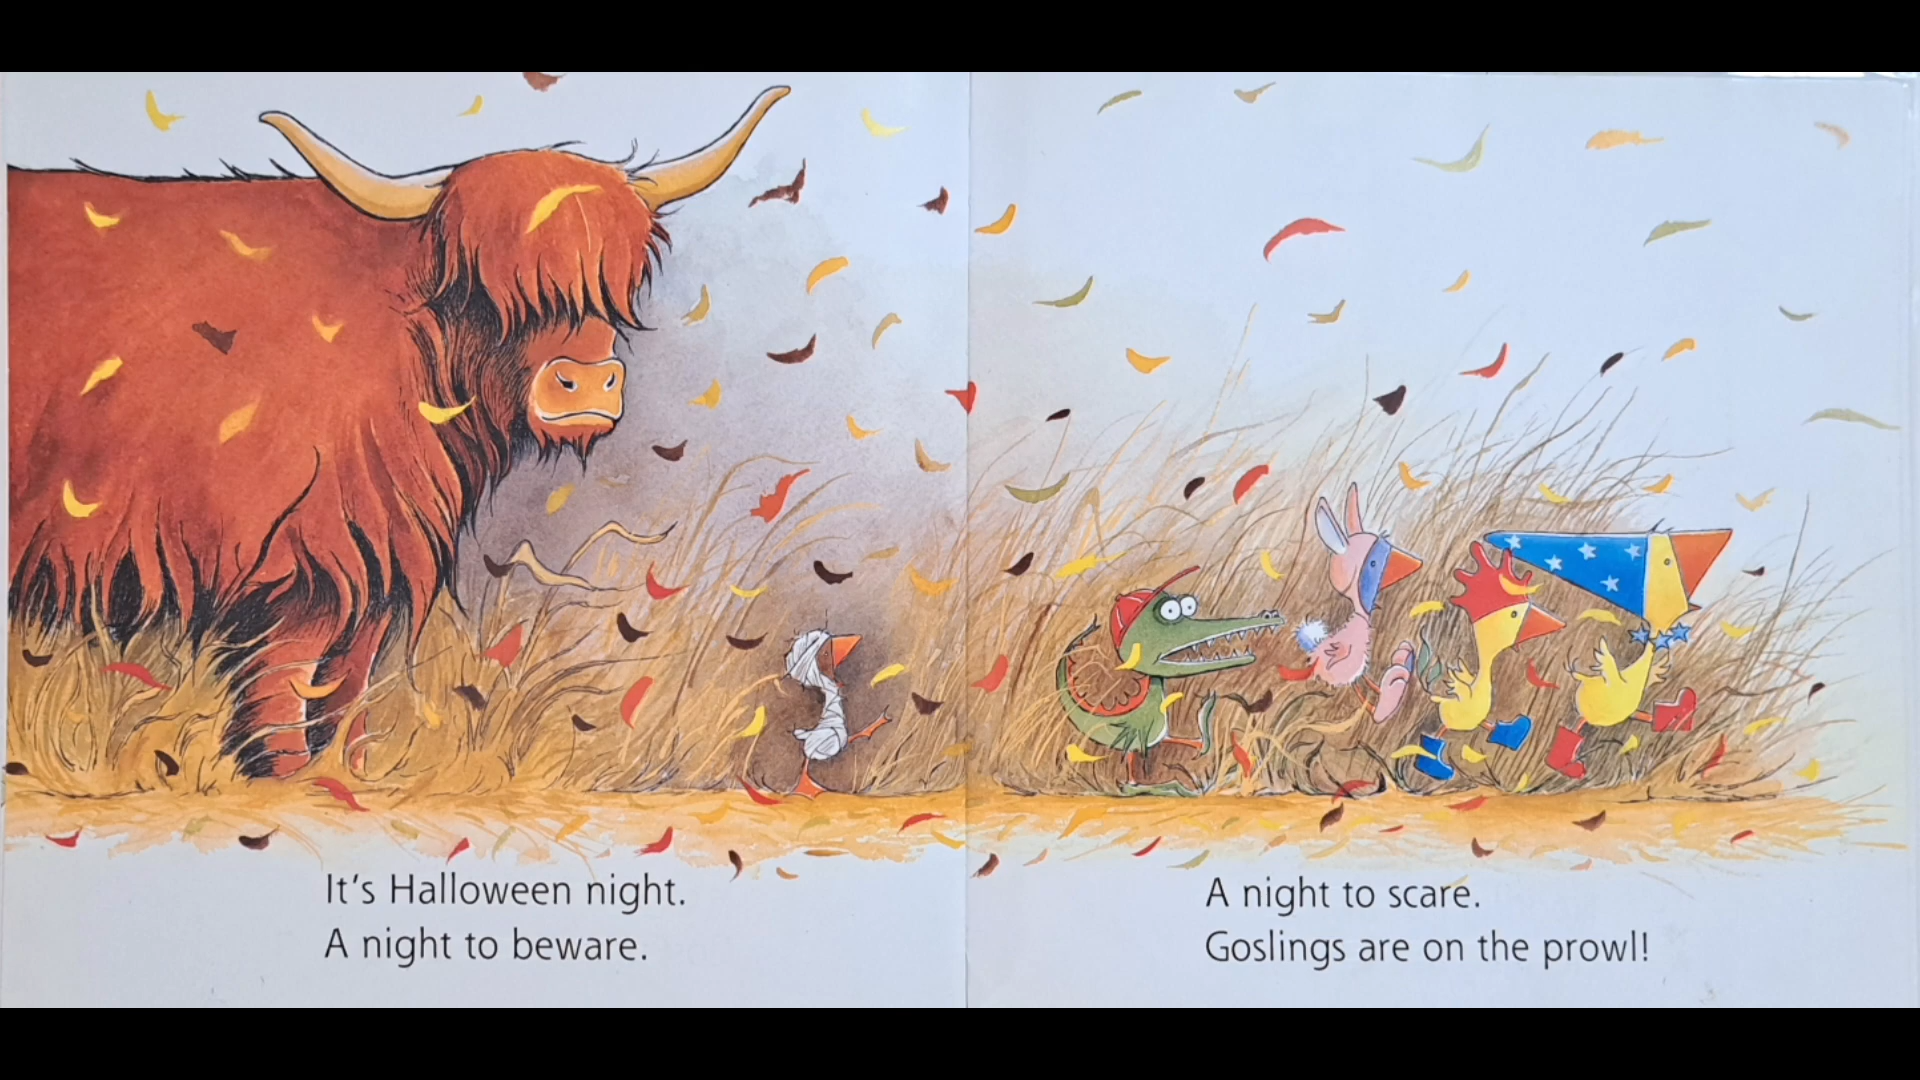 It's Halloween night.
A night to beware.
A night to scare.
Goslings are on the prowl!